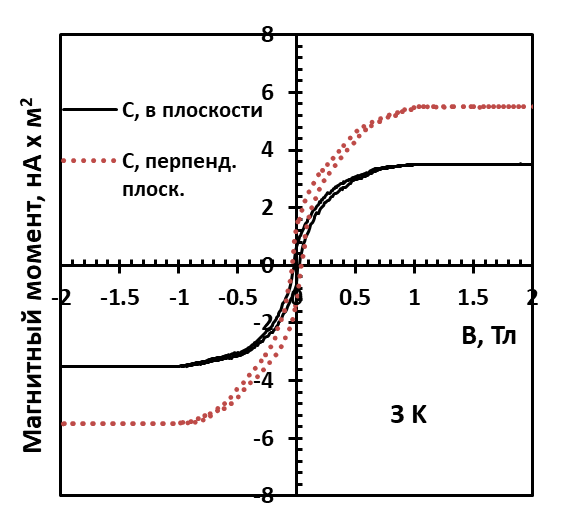 Магнитный момент, нА x м²
8
6
4
2
0
-2
-4
-6
-8
-2 -1.5 -1 -0.5 0 0.5 1 1.5 2
С, в плоскости
С, перпенд.
плоск.
В, Тл
3 K